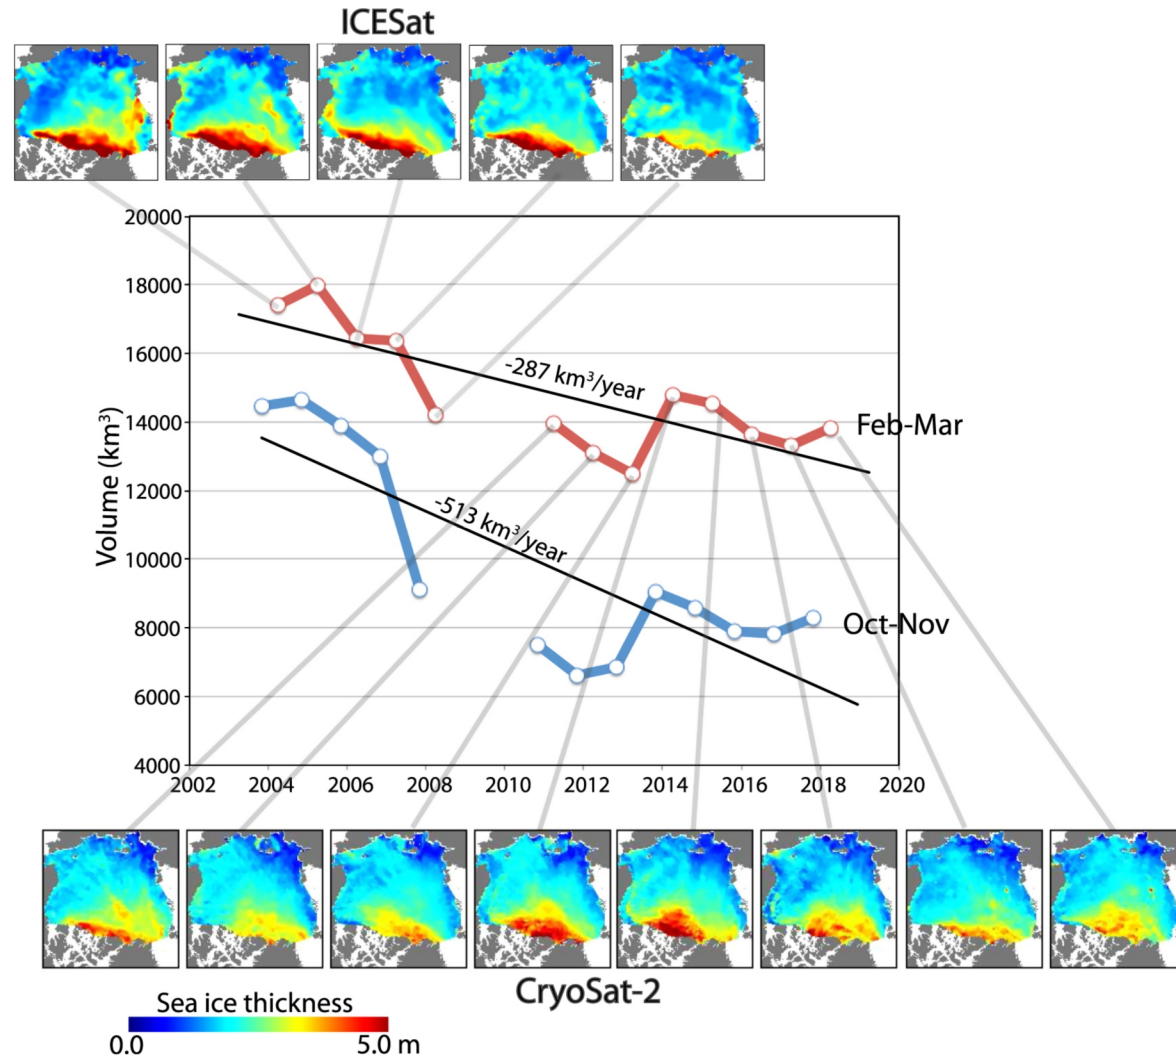 ICESat
20000
18000
16000
14000
12000
10000
8000
6000
4000
Volume (km³)
-287 km³/year
Feb-Mar
-513 km³/year
Oct-Nov
2002 2004 2006 2008 2010 2012 2014 2016 2018 2020
CryoSat-2
Sea ice thickness
0.0 5.0 m